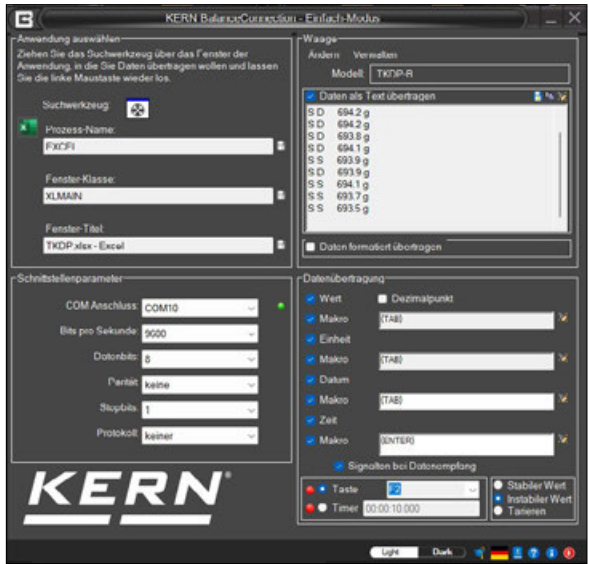 KERN BalanceConnection - Einfach-Modus
Anwendung auswählen
Ziehen Sie das Suchwerkzeug über das Fenster der
Anwendung, in die Sie Daten übertragen wollen und lassen
Sie die linke Maustaste wieder los.
Suchwerkzeug:
Prozess-Name:
EXCEL
Fenster-Klasse:
XLMAIN
Fenster-Titel:
TKDP.xlsx - Excel
Waage
Ändern Verwalten
Modell: TKDP-B
Daten als Text übertragen
S D 694.2 g
S D 694.2 g
S D 693.8 g
S D 694.1 g
S S 693.9 g
S D 693.9 g
S S 694.1 g
S S 693.7 g
S S 693.5 g
Daten formatiert übertragen
Schnittstellenparameter
COM Anschluss: COM10
Bits pro Sekunde: 9600
Datenbits: 8
Parität: keine
Stopbits: 1
Protokoll: keiner
KERN
Datenübertragung
Wert Dezimalpunkt
Makro {TAB}
Einheit
Makro {TAB}
Datum
Makro {TAB}
Zeit
Makro {ENTER}
Signalton bei Datenempfang
Taste F2
Timer 00:00:10:000
Stabiler Wert
Instabiler Wert
Tarieren
Light Dark